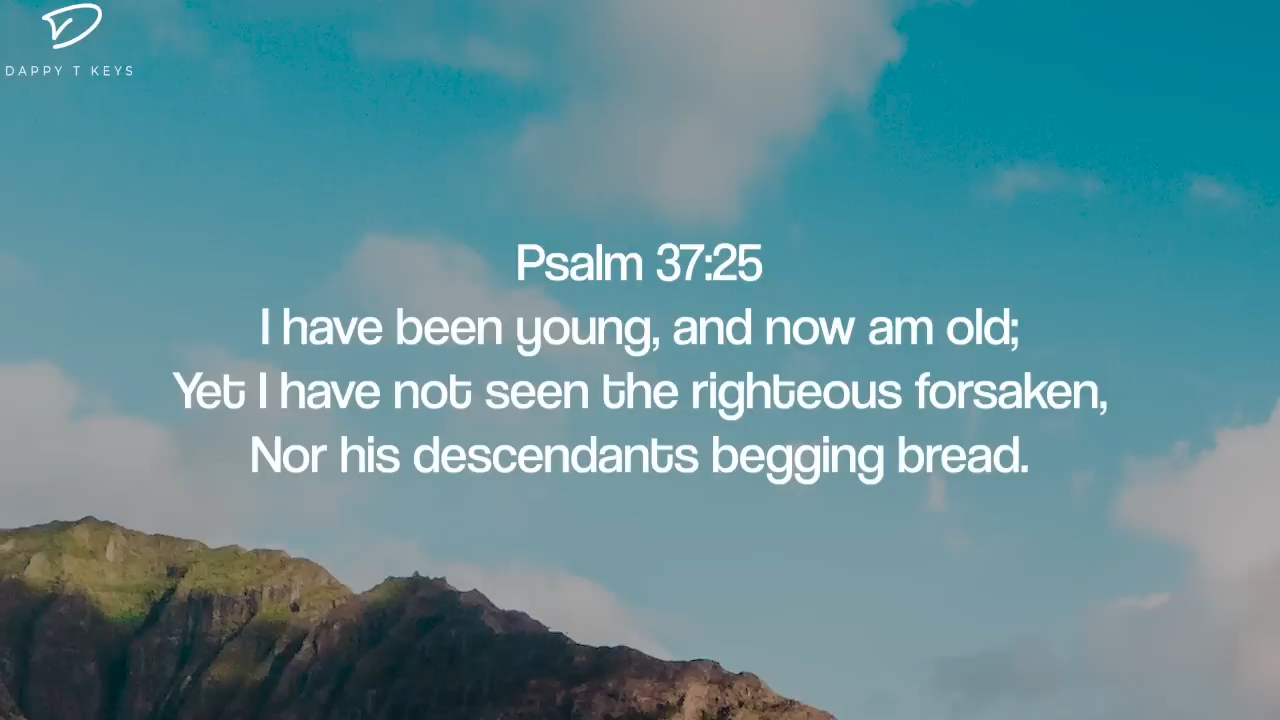 DAPPY T KEYS
Psalm 37:25
I have been young, and now am old;
Yet I have not seen the righteous forsaken,
Nor his descendants begging bread.